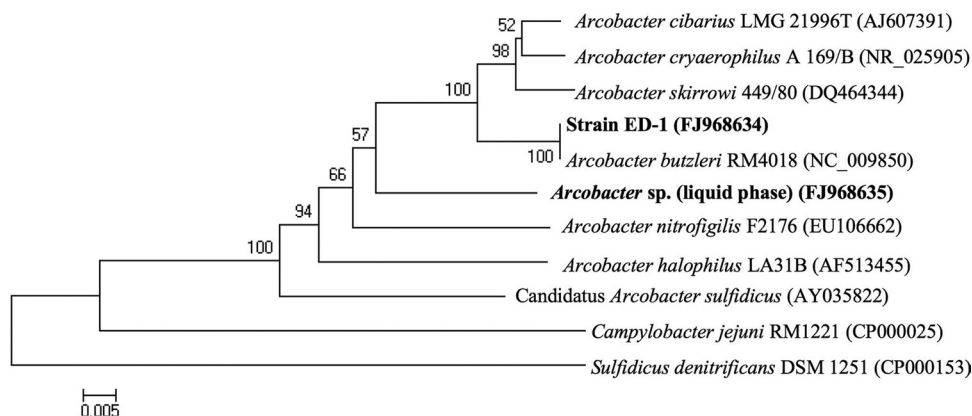 52
Arcobacter cibarius LMG 21996T (AJ607391)
98
Arcobacter cryaerophilus A 169/B (NR_025905)
100
Arcobacter skirrowi 449/80 (DQ464344)
Strain ED-1 (FJ968634)
57
100
Arcobacter butzleri RM4018 (NC_009850)
66
Arcobacter sp. (liquid phase) (FJ968635)
94
Arcobacter nitrofigilis F2176 (EU106662)
100
Arcobacter halophilus LA31B (AF513455)
Candidatus Arcobacter sulfidicus (AY035822)
Campylobacter jejuni RM1221 (CP000025)
Sulfidicus denitrificans DSM 1251 (CP000153)
0.005